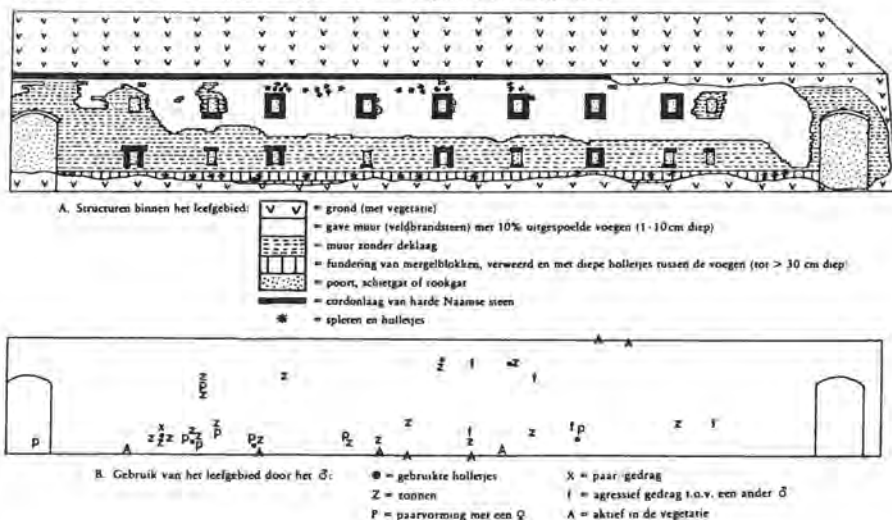 A. Structuren binnen het leefgebied:
V V = grond (met vegetatie)
= gave muur (veldbrandsteen) met 10% uitgespoelde voegen (1-10cm diep)
= muur zonder deklaag
= fundering van mergelblokken, verweerd en met diepe holletjes tussen de voegen (tot > 30 cm diep)
= poort, schietgat of rookgat
= cordonlaag van harde Naamse steen
* = spleten en holletjes
B. Gebruik van het leefgebied door het ♂:
● = gebruikte holletjes
Z = zonnen
P = paarvorming met een ♀
X = paar/gedrag
f = agressief gedrag t.o.v. een ander ♂
A = aktief in de vegetatie